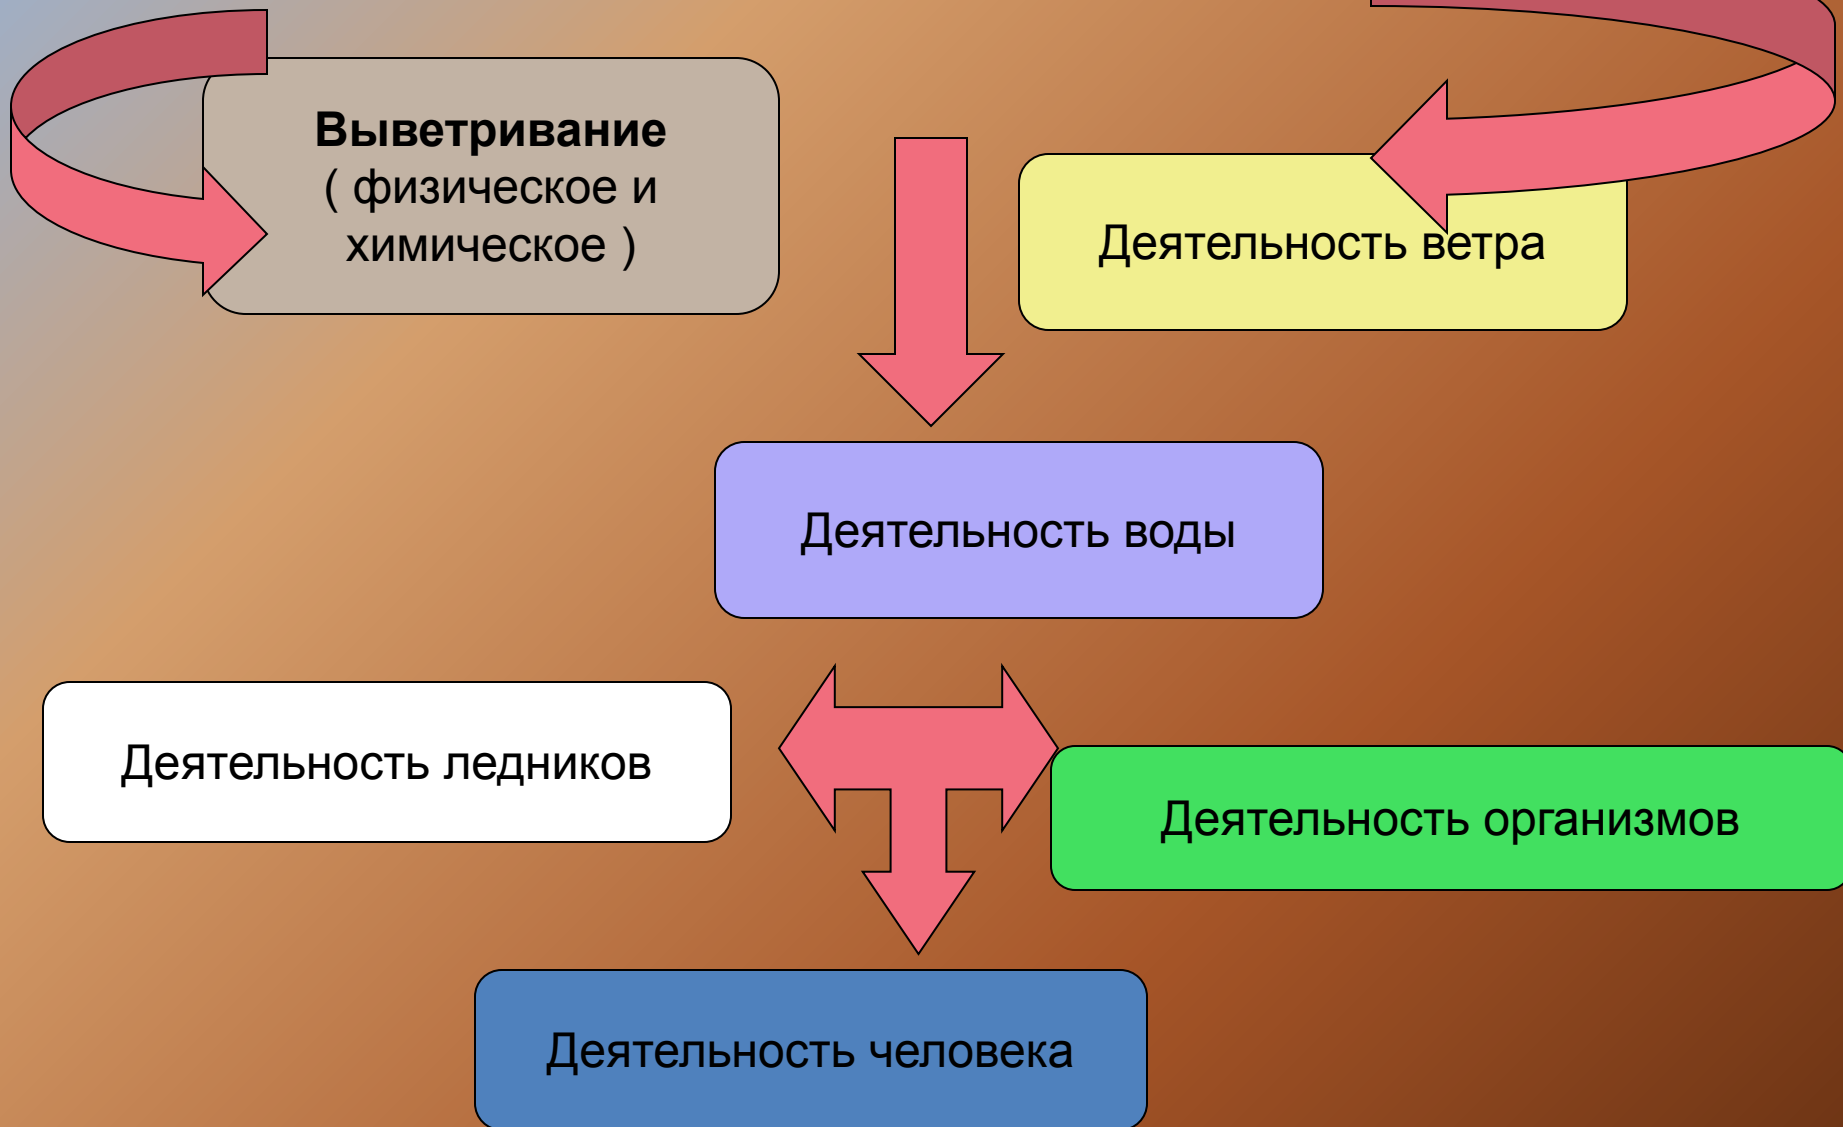 Выветривание
( физическое и
химическое )
Деятельность ветра
Деятельность воды
Деятельность ледников
Деятельность организмов
Деятельность человека